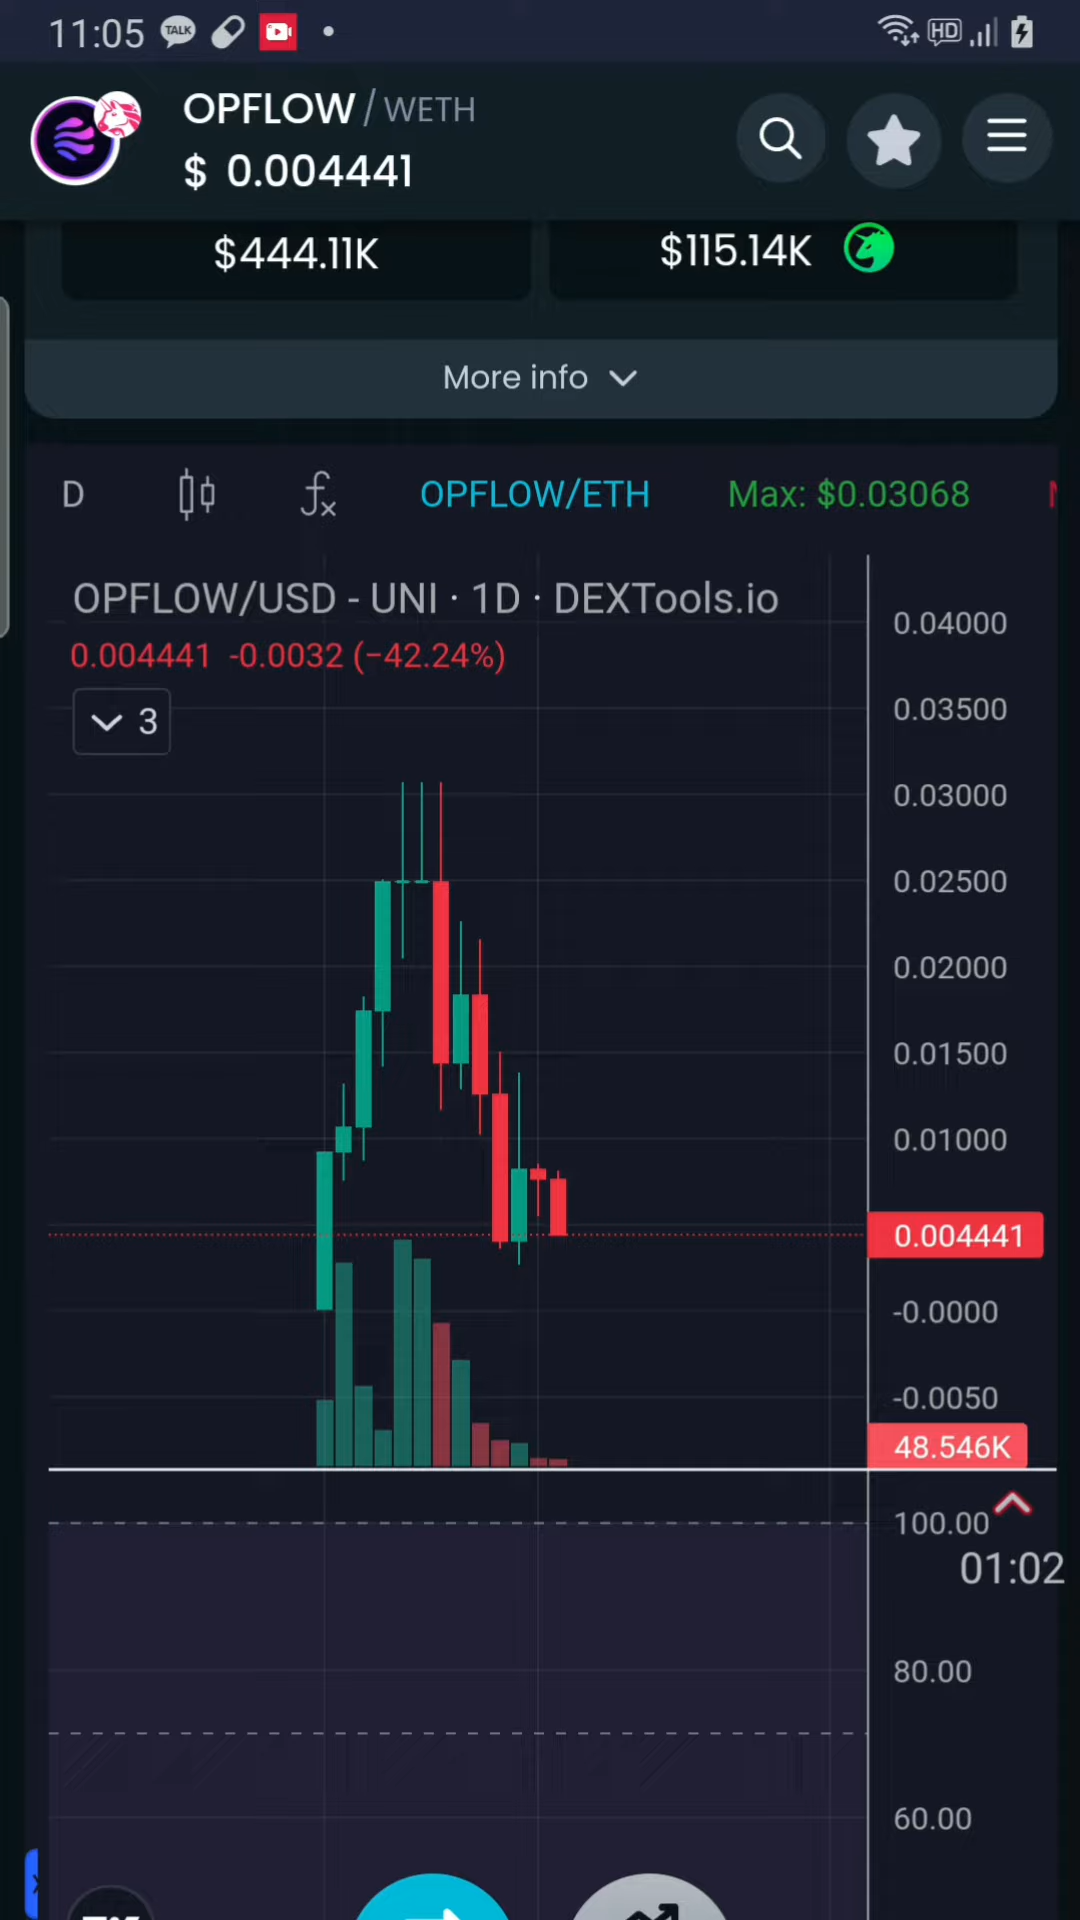 11:05 TALK HD
OPFLOW / WETH
$ 0.004441
$444.11K $115.14K
More info
D fx OPFLOW/ETH Max: $0.03068
OPFLOW/USD - UNI · 1D · DEXTools.io
0.004441 -0.0032 (−42.24%)
3
0.04000
0.03500
0.03000
0.02500
0.02000
0.01500
0.01000
0.004441
-0.0000
-0.0050
48.546K
100.00
01:02
80.00
60.00